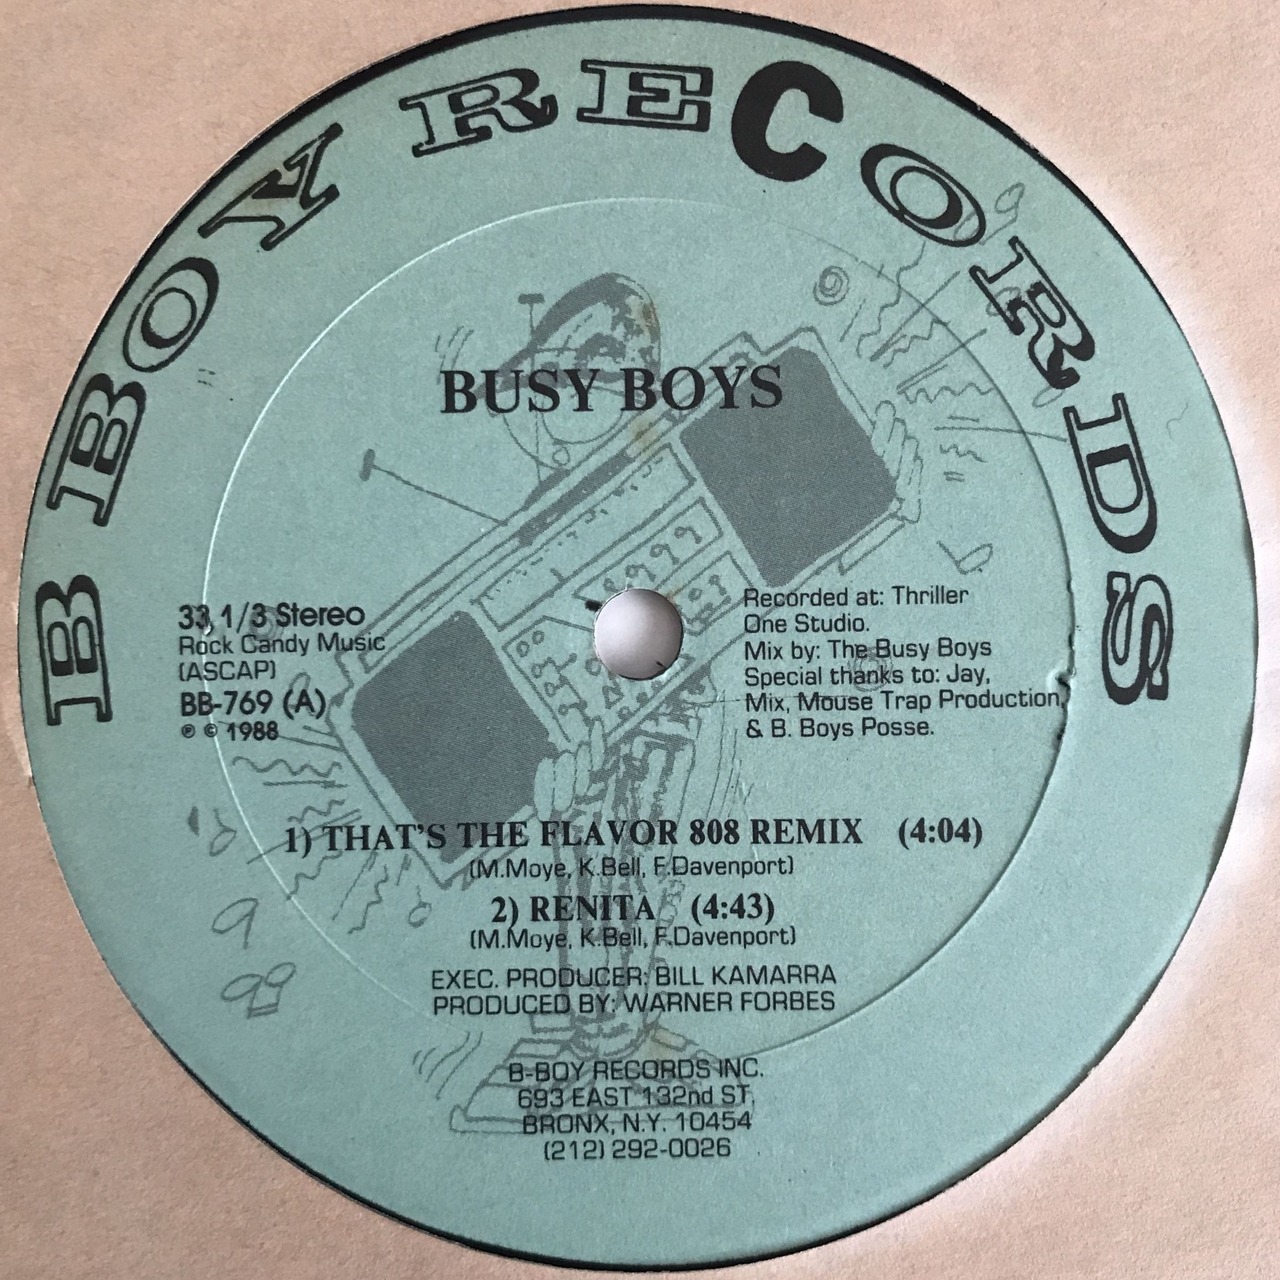 B BOY RECORDS
BUSY BOYS
33 1/3 Stereo
Rock Candy Music
(ASCAP)
BB-769 (A)
℗ © 1988
Recorded at: Thriller
One Studio.
Mix by: The Busy Boys
Special thanks to: Jay,
Mix, Mouse Trap Production,
& B. Boys Posse.
1) THAT'S THE FLAVOR 808 REMIX (4:04)
(M.Moye, K.Bell, F.Davenport)
2) RENITA (4:43)
(M.Moye, K.Bell, F.Davenport)
EXEC. PRODUCER: BILL KAMARRA
PRODUCED BY: WARNER FORBES
B-BOY RECORDS INC.
693 EAST 132nd ST.
BRONX, N.Y. 10454
(212) 292-0026